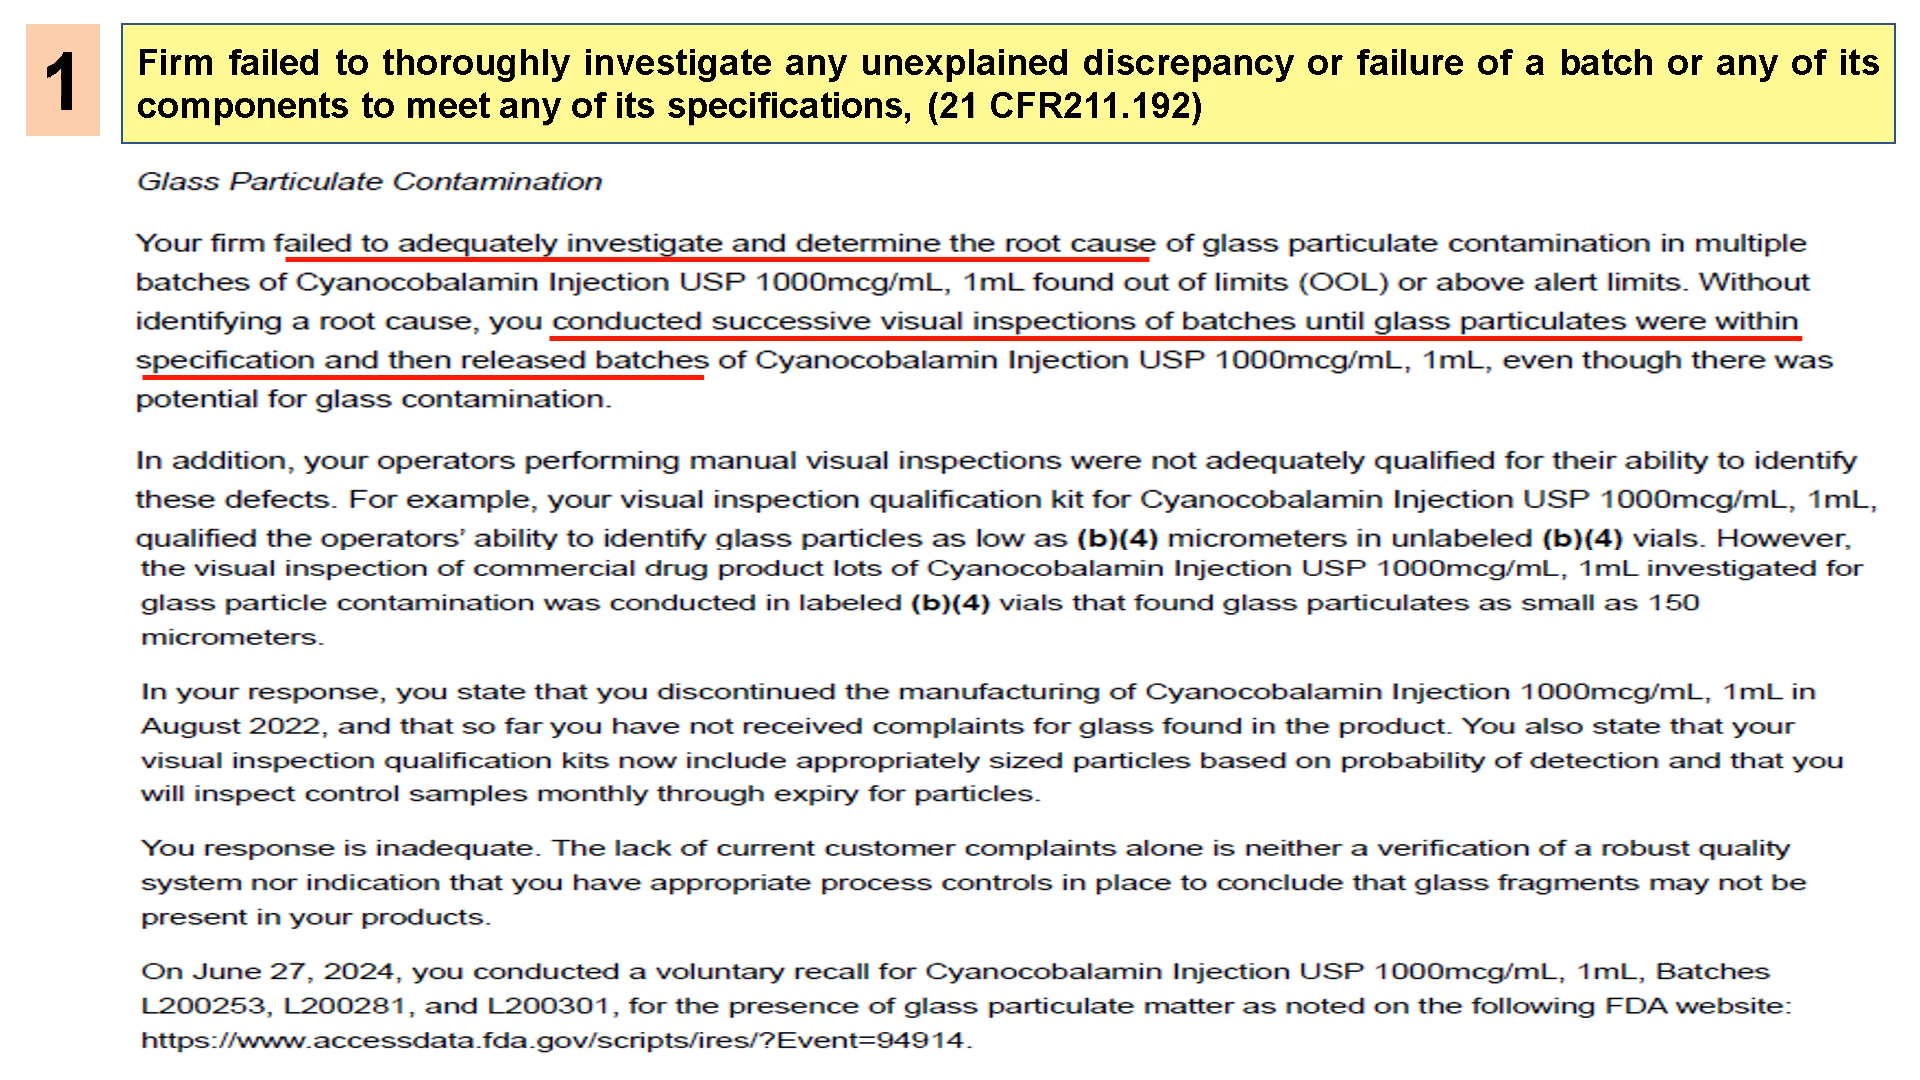 1
Firm failed to thoroughly investigate any unexplained discrepancy or failure of a batch or any of its
components to meet any of its specifications, (21 CFR211.192)
Glass Particulate Contamination
Your firm failed to adequately investigate and determine the root cause of glass particulate contamination in multiple
batches of Cyanocobalamin Injection USP 1000mcg/mL, 1mL found out of limits (OOL) or above alert limits. Without
identifying a root cause, you conducted successive visual inspections of batches until glass particulates were within
specification and then released batches of Cyanocobalamin Injection USP 1000mcg/mL, 1mL, even though there was
potential for glass contamination.
In addition, your operators performing manual visual inspections were not adequately qualified for their ability to identify
these defects. For example, your visual inspection qualification kit for Cyanocobalamin Injection USP 1000mcg/mL, 1mL,
qualified the operators’ ability to identify glass particles as low as (b)(4) micrometers in unlabeled (b)(4) vials. However,
the visual inspection of commercial drug product lots of Cyanocobalamin Injection USP 1000mcg/mL, 1mL investigated for
glass particle contamination was conducted in labeled (b)(4) vials that found glass particulates as small as 150
micrometers.
In your response, you state that you discontinued the manufacturing of Cyanocobalamin Injection 1000mcg/mL, 1mL in
August 2022, and that so far you have not received complaints for glass found in the product. You also state that your
visual inspection qualification kits now include appropriately sized particles based on probability of detection and that you
will inspect control samples monthly through expiry for particles.
You response is inadequate. The lack of current customer complaints alone is neither a verification of a robust quality
system nor indication that you have appropriate process controls in place to conclude that glass fragments may not be
present in your products.
On June 27, 2024, you conducted a voluntary recall for Cyanocobalamin Injection USP 1000mcg/mL, 1mL, Batches
L200253, L200281, and L200301, for the presence of glass particulate matter as noted on the following FDA website:
https://www.accessdata.fda.gov/scripts/ires/?Event=94914.